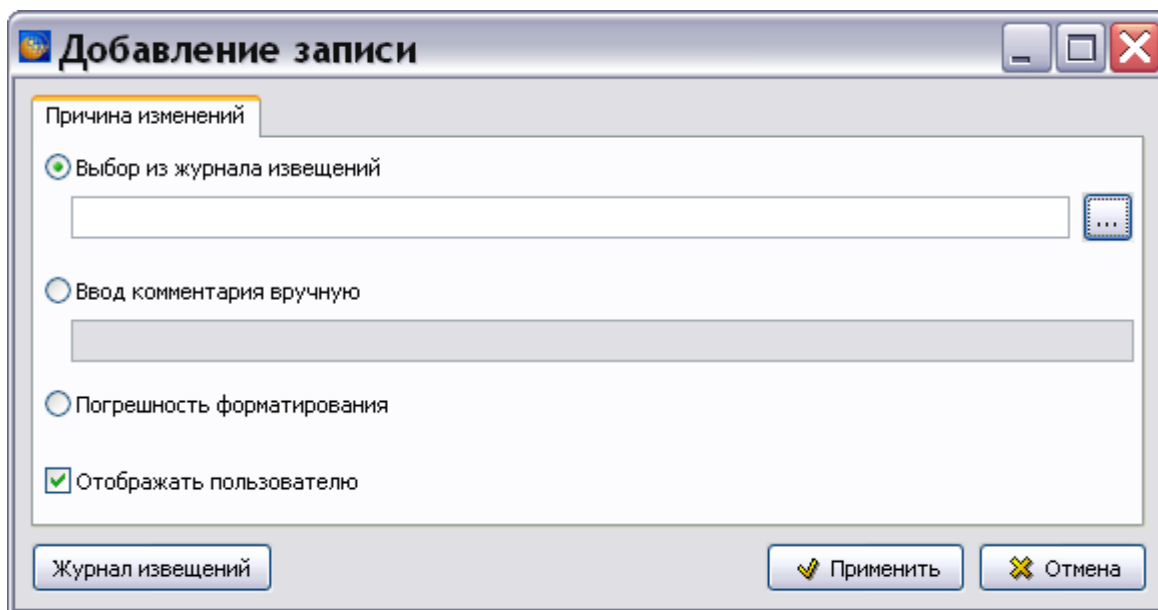 Добавление записи
Причина изменений
Выбор из журнала извещений
...
Ввод комментария вручную
Погрешность форматирования
Отображать пользователю
Журнал извещений Применить Отмена